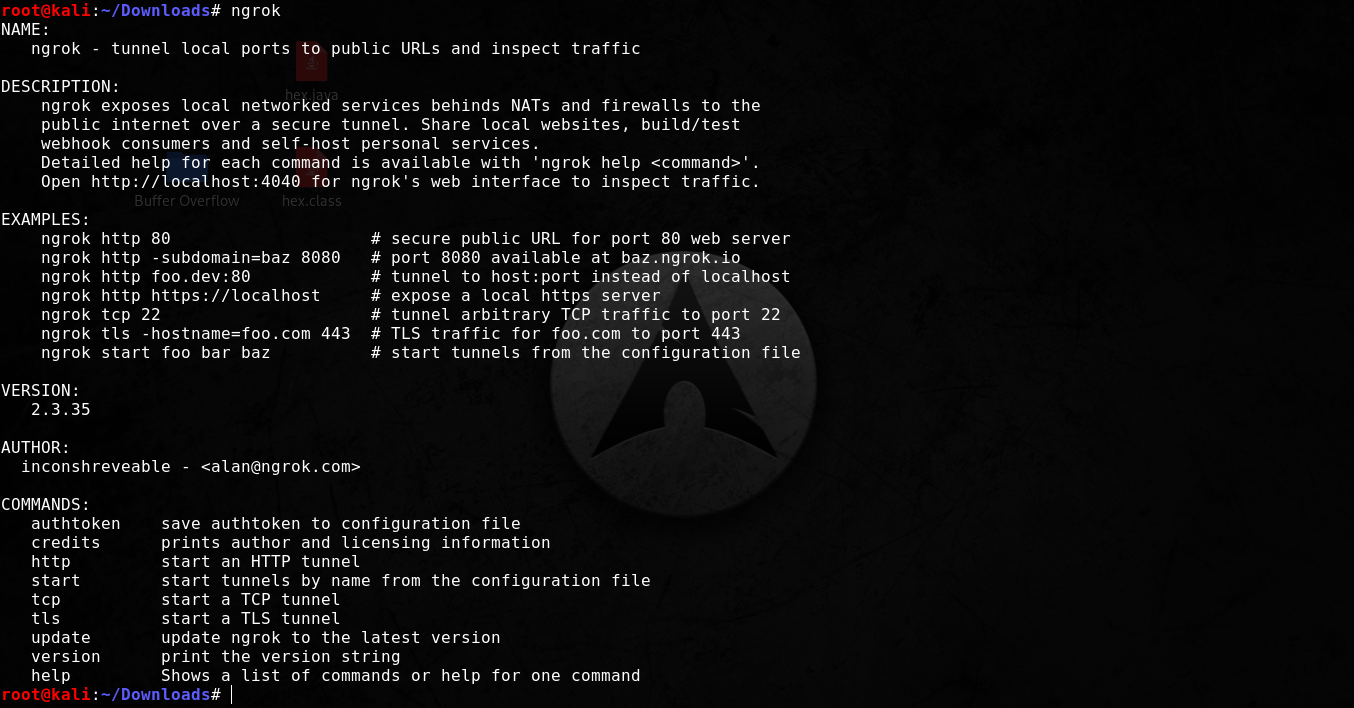 root@kali:~/Downloads# ngrok
NAME:
   ngrok - tunnel local ports to public URLs and inspect traffic
hex.java
DESCRIPTION:
    ngrok exposes local networked services behinds NATs and firewalls to the
    public internet over a secure tunnel. Share local websites, build/test
    webhook consumers and self-host personal services.
    Detailed help for each command is available with 'ngrok help <command>'.
    Open http://localhost:4040 for ngrok's web interface to inspect traffic.
Buffer Overflow hex.class
EXAMPLES:
    ngrok http 80                    # secure public URL for port 80 web server
    ngrok http -subdomain=baz 8080   # port 8080 available at baz.ngrok.io
    ngrok http foo.dev:80            # tunnel to host:port instead of localhost
    ngrok http https://localhost     # expose a local https server
    ngrok tcp 22                     # tunnel arbitrary TCP traffic to port 22
    ngrok tls -hostname=foo.com 443  # TLS traffic for foo.com to port 443
    ngrok start foo bar baz          # start tunnels from the configuration file
VERSION:
   2.3.35
AUTHOR:
  inconshreveable - <alan@ngrok.com>
COMMANDS:
   authtoken    save authtoken to configuration file
   credits      prints author and licensing information
   http         start an HTTP tunnel
   start        start tunnels by name from the configuration file
   tcp          start a TCP tunnel
   tls          start a TLS tunnel
   update       update ngrok to the latest version
   version      print the version string
   help         Shows a list of commands or help for one command
root@kali:~/Downloads#